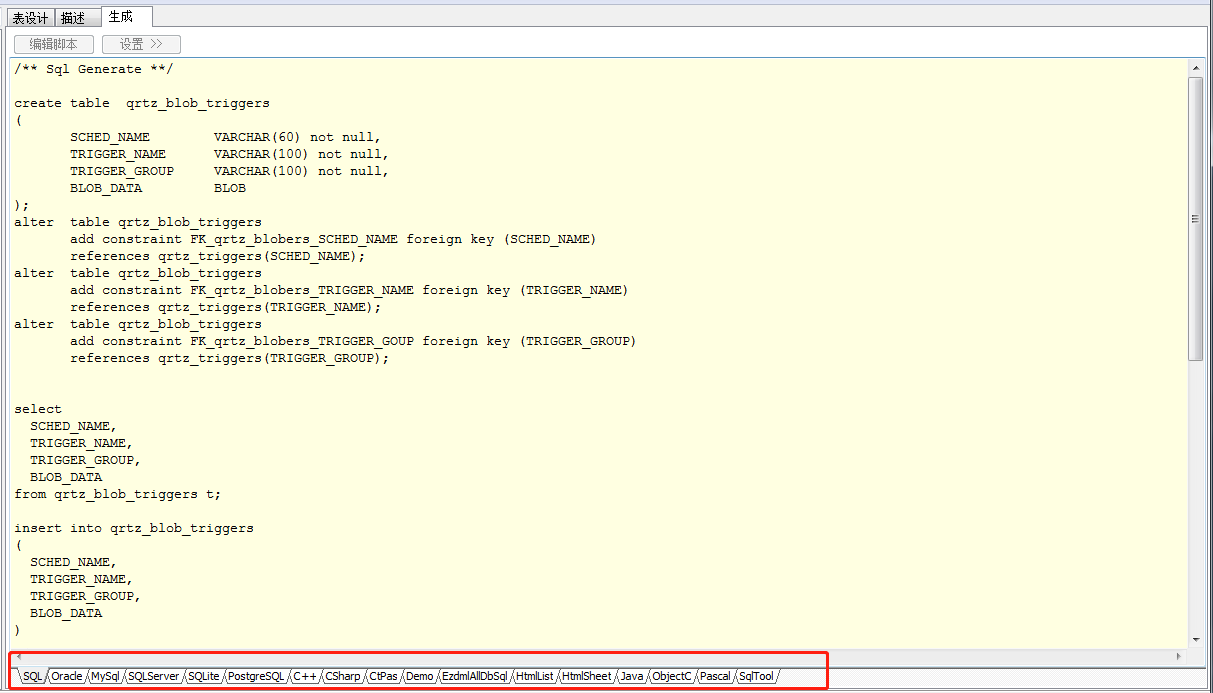 表设计 描述 生成
编辑脚本 设置 >>
/** Sql Generate **/
create table  qrtz_blob_triggers
(
       SCHED_NAME        VARCHAR(60) not null,
       TRIGGER_NAME      VARCHAR(100) not null,
       TRIGGER_GROUP     VARCHAR(100) not null,
       BLOB_DATA         BLOB
);
alter  table qrtz_blob_triggers
       add constraint FK_qrtz_blobers_SCHED_NAME foreign key (SCHED_NAME)
       references qrtz_triggers(SCHED_NAME);
alter  table qrtz_blob_triggers
       add constraint FK_qrtz_blobers_TRIGGER_NAME foreign key (TRIGGER_NAME)
       references qrtz_triggers(TRIGGER_NAME);
alter  table qrtz_blob_triggers
       add constraint FK_qrtz_blobers_TRIGGER_GOUP foreign key (TRIGGER_GROUP)
       references qrtz_triggers(TRIGGER_GROUP);
select
  SCHED_NAME,
  TRIGGER_NAME,
  TRIGGER_GROUP,
  BLOB_DATA
from qrtz_blob_triggers t;
insert into qrtz_blob_triggers
(
  SCHED_NAME,
  TRIGGER_NAME,
  TRIGGER_GROUP,
  BLOB_DATA
)
SQL Oracle MySql SQLServer SQLite PostgreSQL C++ CSharp CtPas Demo EzdmlAllDbSql HtmlList HtmlSheet Java ObjectC Pascal SqlTool